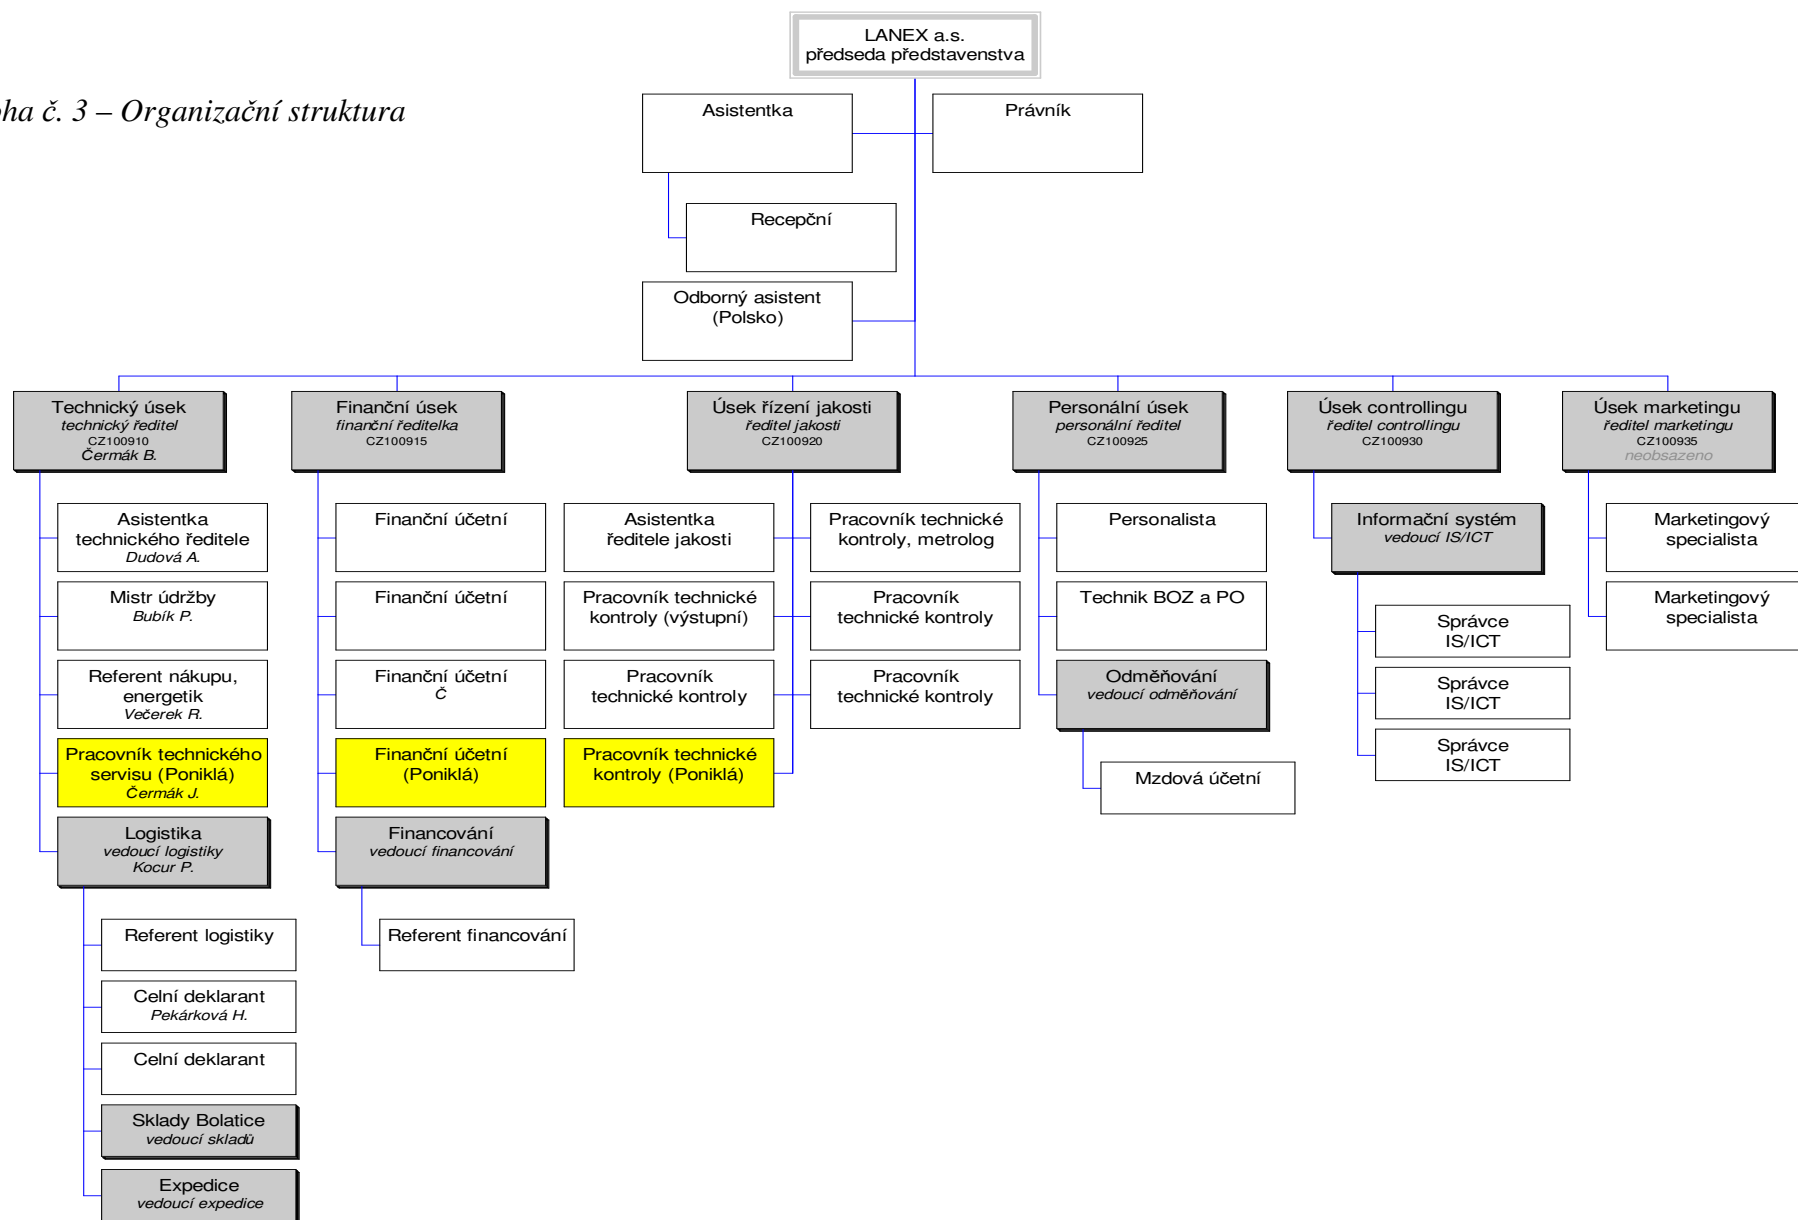 LANEX a.s.
předseda představenstva
ha č. 3 – Organizační struktura
Asistentka
Právník
Recepční
Odborný asistent
(Polsko)
Technický úsek
technický ředitel
CZ100910
Čermák B.
Finanční úsek
finanční ředitelka
CZ100915
Úsek řízení jakosti
ředitel jakosti
CZ100920
Personální úsek
personální ředitel
CZ100925
Úsek controllingu
ředitel controllingu
CZ100930
Úsek marketingu
ředitel marketingu
CZ100935
neobsazeno
Asistentka
technického ředitele
Dudová A.
Mistr údržby
Bubík P.
Referent nákupu,
energetik
Večerek R.
Pracovník technického
servisu (Poniklá)
Čermák J.
Logistika
vedoucí logistiky
Kocur P.
Referent logistiky
Celní deklarant
Pekárková H.
Celní deklarant
Sklady Bolatice
vedoucí skladů
Expedice
vedoucí expedice
Finanční účetní
Finanční účetní
Finanční účetní
Č
Finanční účetní
(Poniklá)
Financování
vedoucí financování
Referent financování
Asistentka
ředitele jakosti
Pracovník technické
kontroly, metrolog
Pracovník technické
kontroly (výstupní)
Pracovník
technické kontroly
Pracovník
technické kontroly
Pracovník
technické kontroly
Pracovník technické
kontroly (Poniklá)
Personalista
Technik BOZ a PO
Odměňování
vedoucí odměňování
Mzdová účetní
Informační systém
vedoucí IS/ICT
Správce
IS/ICT
Správce
IS/ICT
Správce
IS/ICT
Marketingový
specialista
Marketingový
specialista